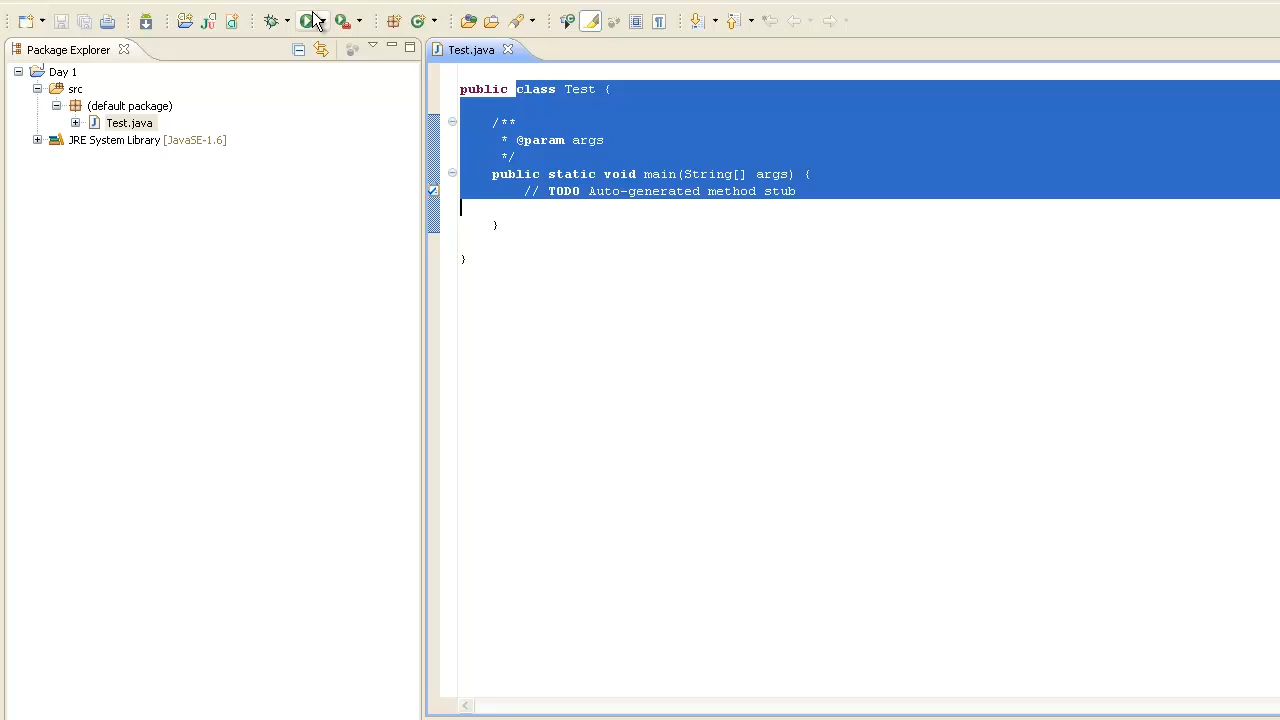 Package Explorer
Test.java
Day 1
src
(default package)
Test.java
JRE System Library [JavaSE-1.6]
public class Test {
/**
* @param args
*/
public static void main(String[] args) {
// TODO Auto-generated method stub
}
}